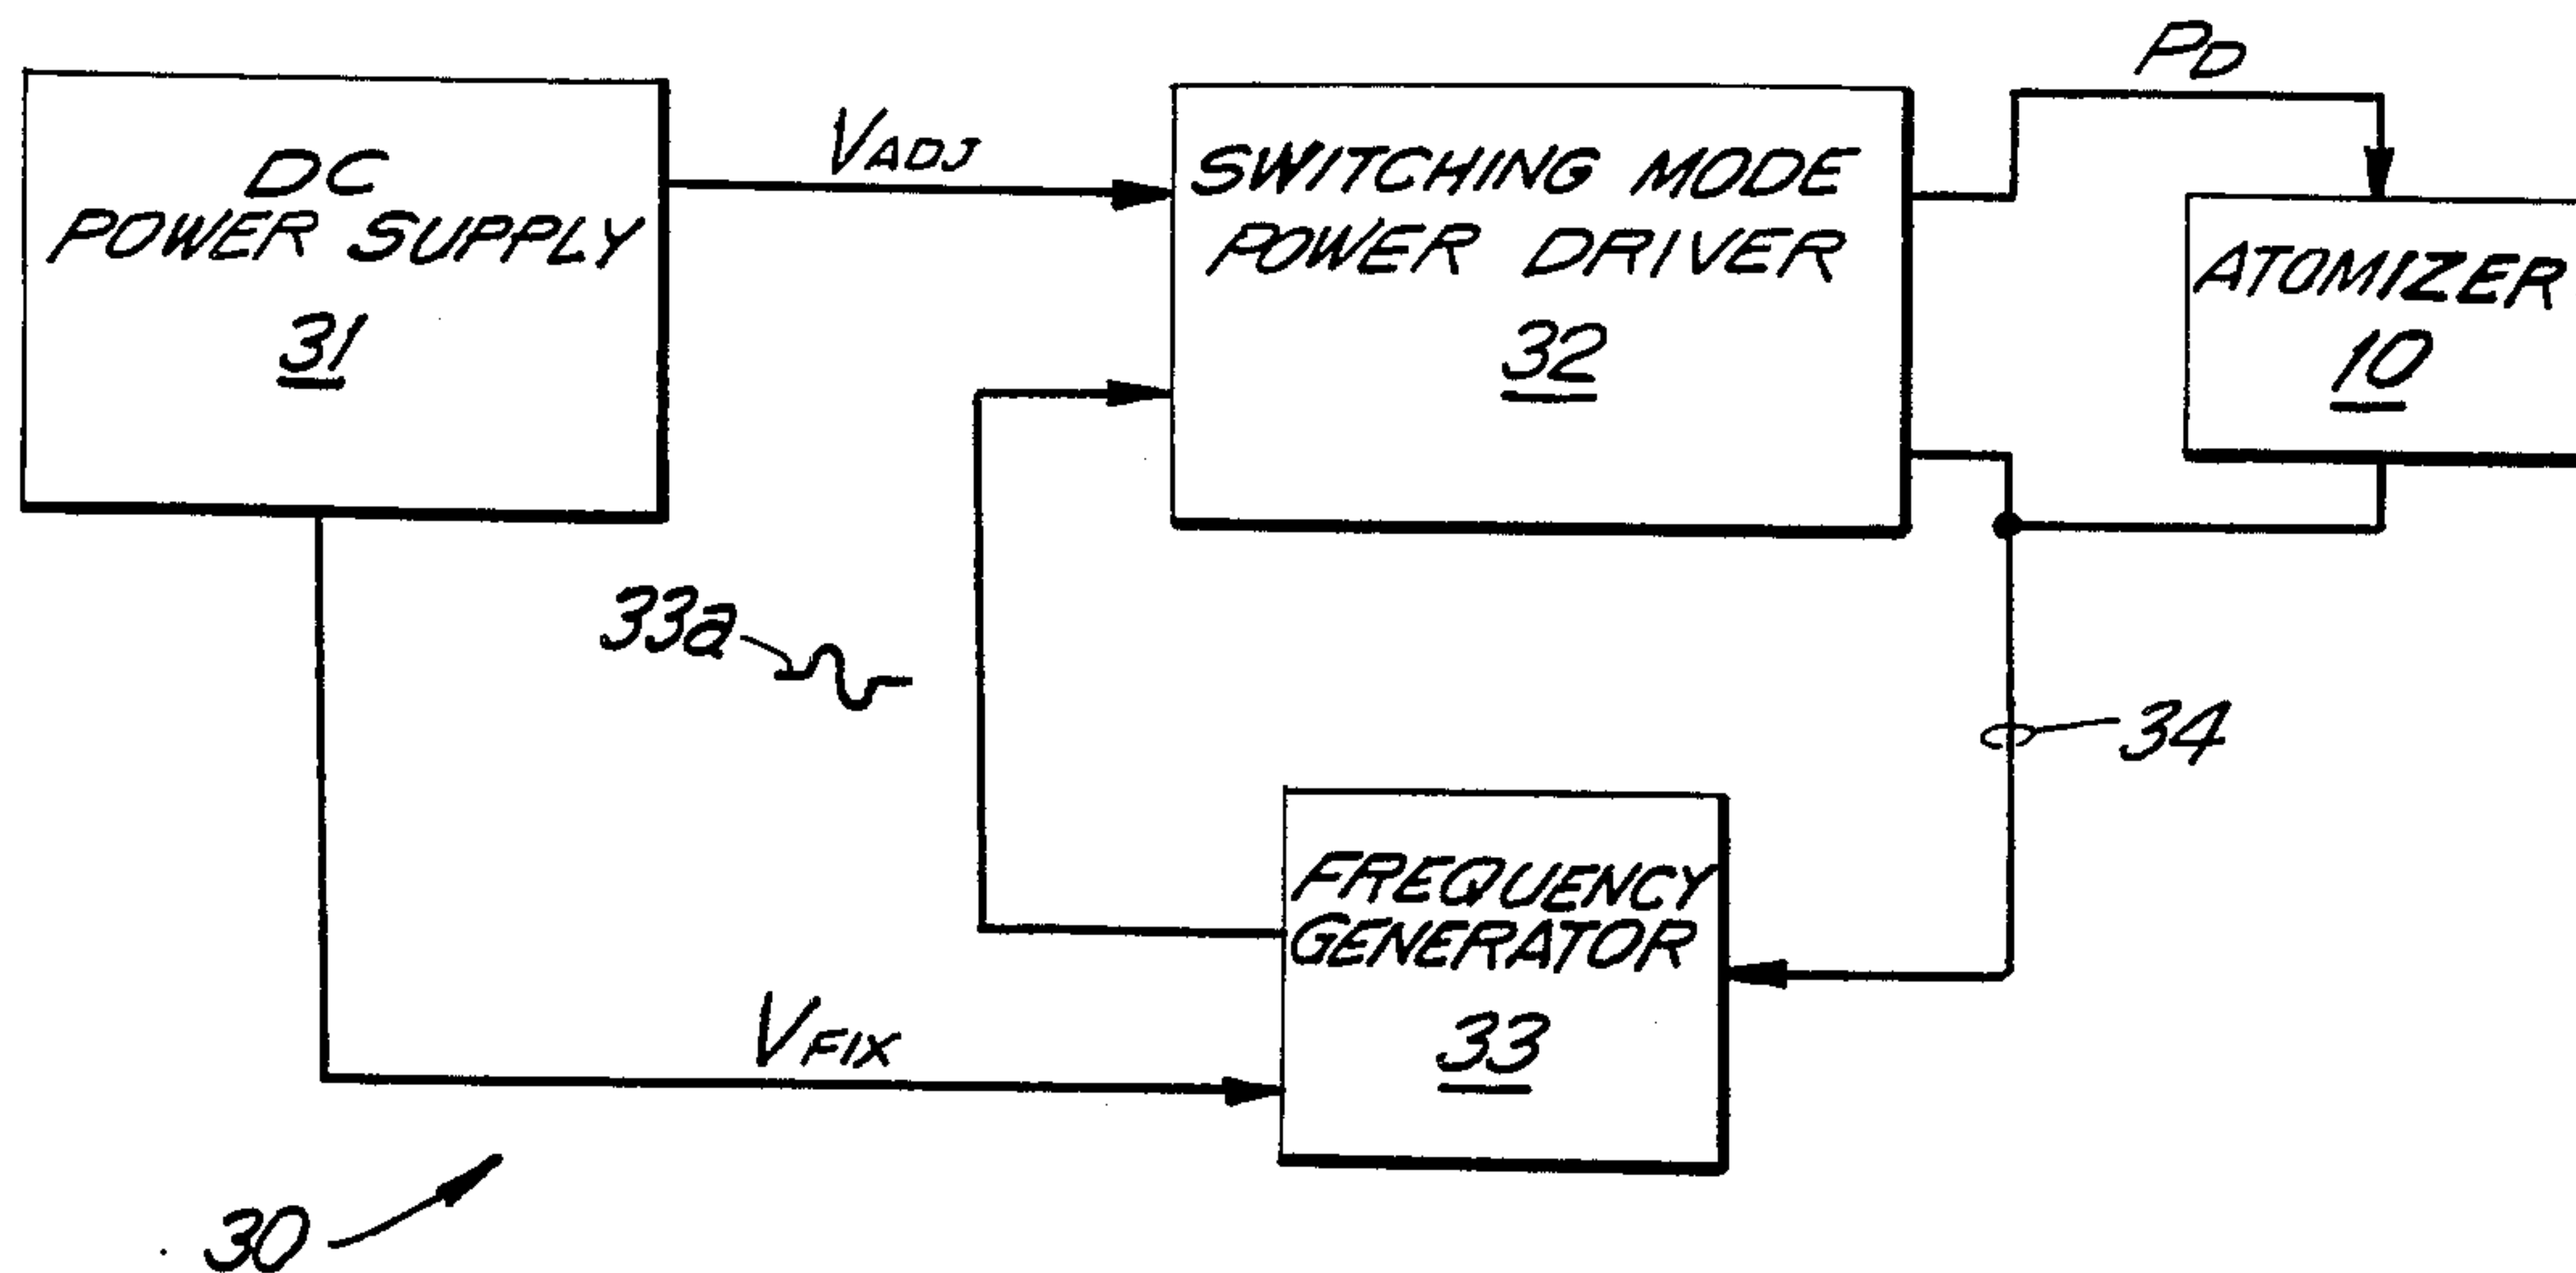 PD
VADJ
DC
POWER SUPPLY
31
SWITCHING MODE
POWER DRIVER
32
ATOMIZER
10
33a
34
FREQUENCY
GENERATOR
33
VFIX
30